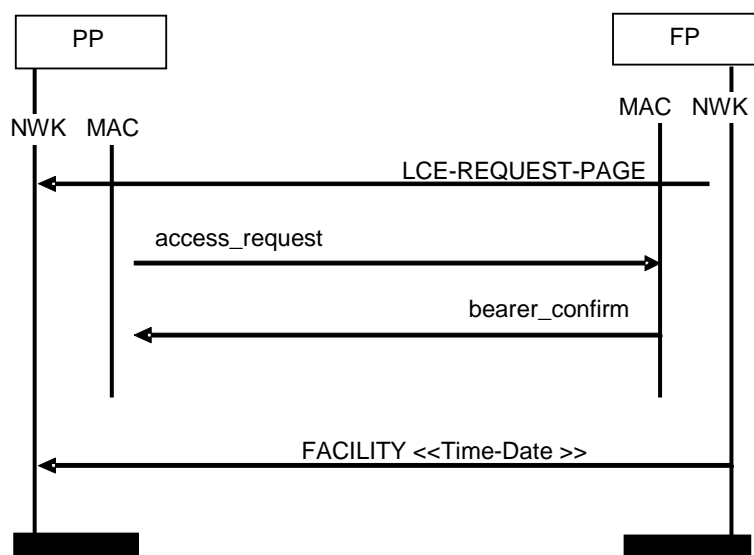 PP
FP
MAC NWK
NWK MAC
LCE-REQUEST-PAGE
access_request
bearer_confirm
FACILITY <<Time-Date >>